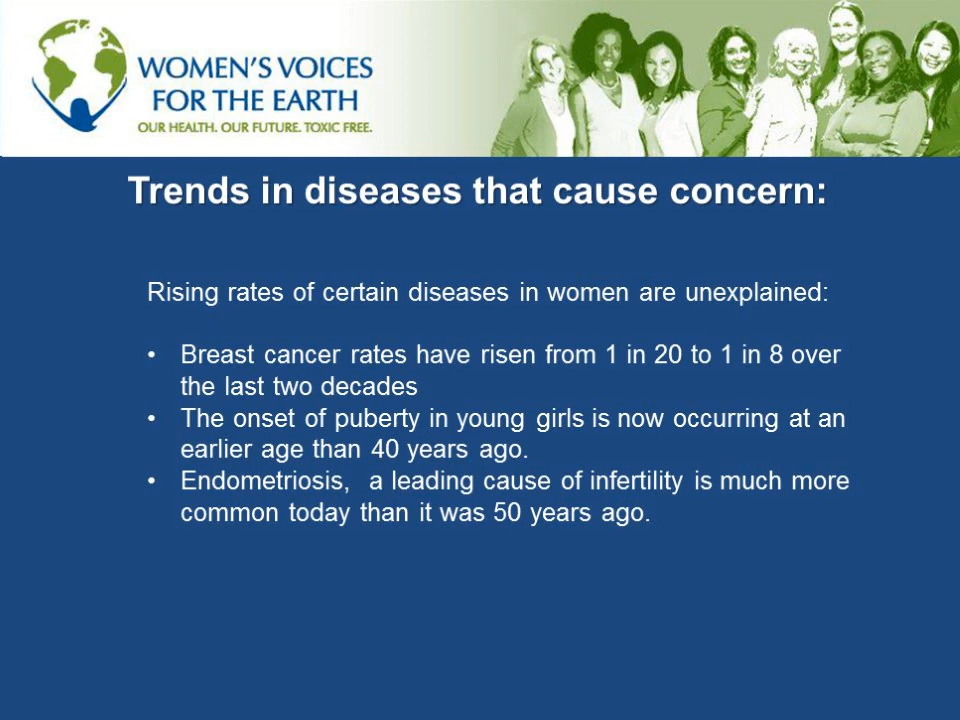 WOMEN'S VOICES
FOR THE EARTH
OUR HEALTH. OUR FUTURE. TOXIC FREE.
Trends in diseases that cause concern:
Rising rates of certain diseases in women are unexplained:
• Breast cancer rates have risen from 1 in 20 to 1 in 8 over
the last two decades
• The onset of puberty in young girls is now occurring at an
earlier age than 40 years ago.
• Endometriosis,  a leading cause of infertility is much more
common today than it was 50 years ago.